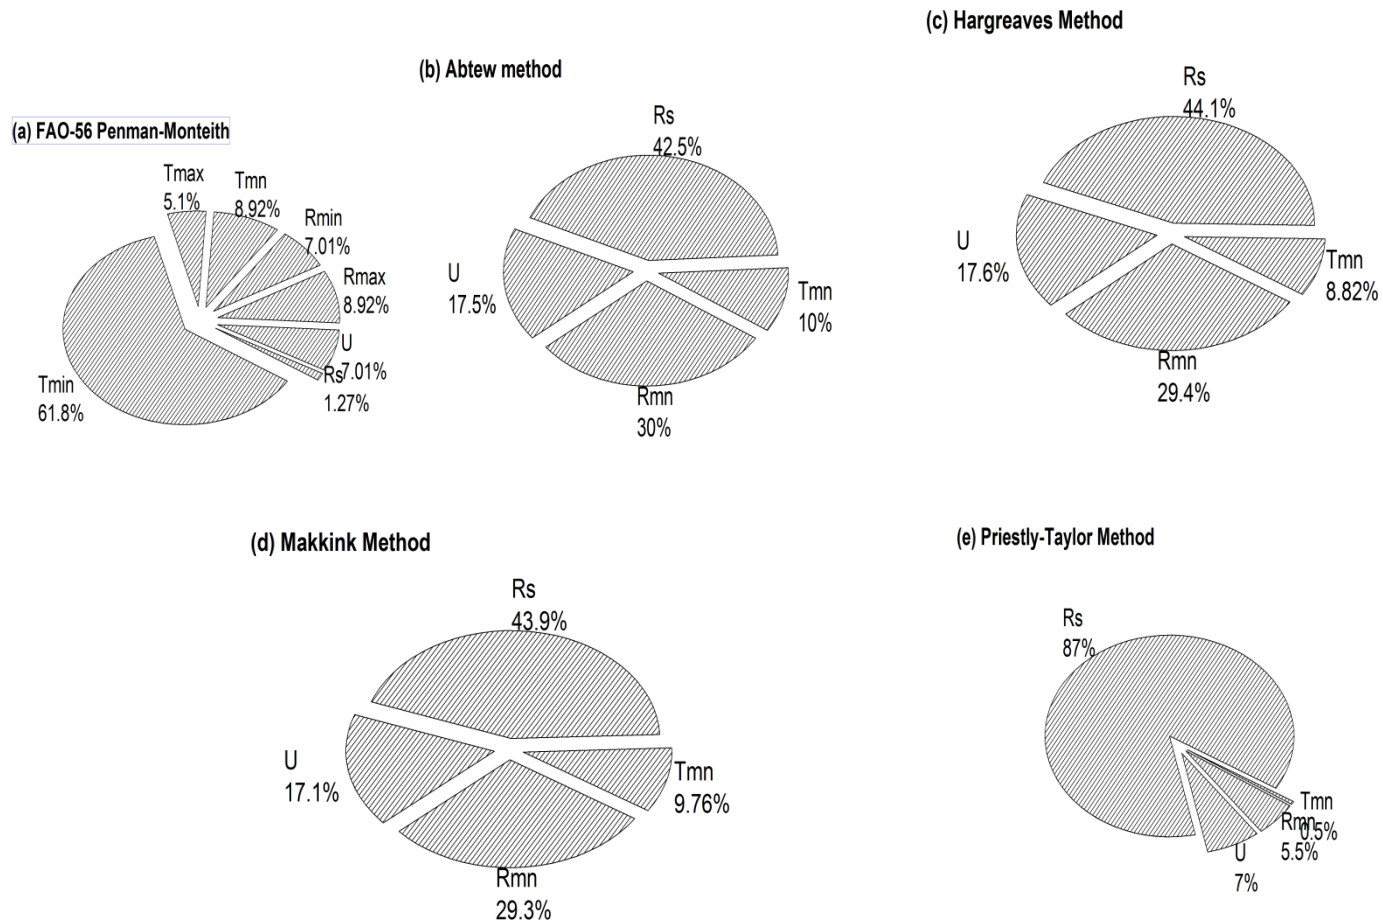 (a) FAO-56 Penman-Monteith
Tmax
5.1%
Tmn
8.92%
Rmin
7.01%
Rmax
8.92%
U
7.01%
Rs
1.27%
Tmin
61.8%
(b) Abtew method
Rs
42.5%
U
17.5%
Tmn
10%
Rmn
30%
(c) Hargreaves Method
Rs
44.1%
U
17.6%
Tmn
8.82%
Rmn
29.4%
(d) Makkink Method
Rs
43.9%
U
17.1%
Tmn
9.76%
Rmn
29.3%
(e) Priestly-Taylor Method
Rs
87%
Tmn
0.5%
Rmn
5.5%
U
7%